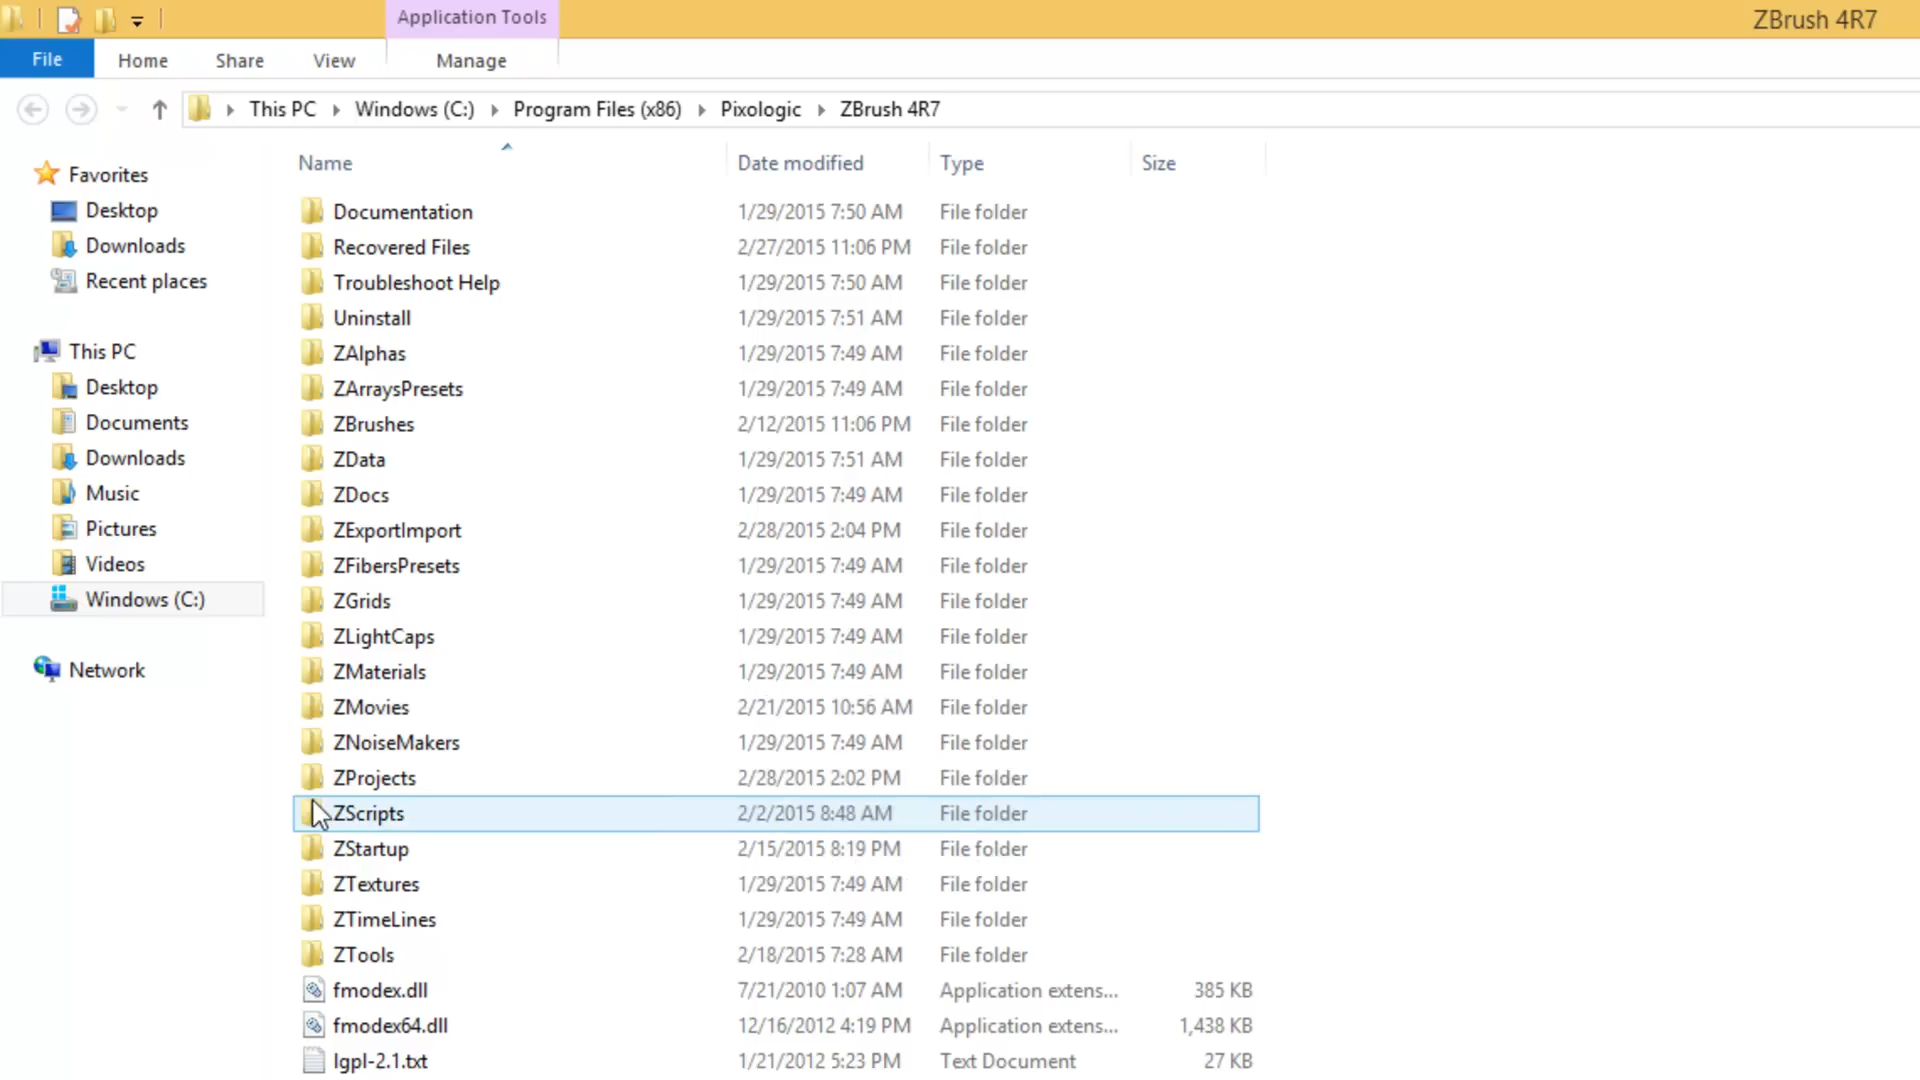 Application Tools
ZBrush 4R7
File Home Share View Manage
This PC Windows (C:) Program Files (x86) Pixologic ZBrush 4R7
Favorites
Desktop
Downloads
Recent places
This PC
Desktop
Documents
Downloads
Music
Pictures
Videos
Windows (C:)
Network
Name Date modified Type Size
Documentation 1/29/2015 7:50 AM File folder
Recovered Files 2/27/2015 11:06 PM File folder
Troubleshoot Help 1/29/2015 7:50 AM File folder
Uninstall 1/29/2015 7:51 AM File folder
ZAlphas 1/29/2015 7:49 AM File folder
ZArraysPresets 1/29/2015 7:49 AM File folder
ZBrushes 2/12/2015 11:06 PM File folder
ZData 1/29/2015 7:51 AM File folder
ZDocs 1/29/2015 7:49 AM File folder
ZExportImport 2/28/2015 2:04 PM File folder
ZFibersPresets 1/29/2015 7:49 AM File folder
ZGrids 1/29/2015 7:49 AM File folder
ZLightCaps 1/29/2015 7:49 AM File folder
ZMaterials 1/29/2015 7:49 AM File folder
ZMovies 2/21/2015 10:56 AM File folder
ZNoiseMakers 1/29/2015 7:49 AM File folder
ZProjects 2/28/2015 2:02 PM File folder
ZScripts 2/2/2015 8:48 AM File folder
ZStartup 2/15/2015 8:19 PM File folder
ZTextures 1/29/2015 7:49 AM File folder
ZTimeLines 1/29/2015 7:49 AM File folder
ZTools 2/18/2015 7:28 AM File folder
fmodex.dll 7/21/2010 1:07 AM Application extens... 385 KB
fmodex64.dll 12/16/2012 4:19 PM Application extens... 1,438 KB
lgpl-2.1.txt 1/21/2012 5:23 PM Text Document 27 KB